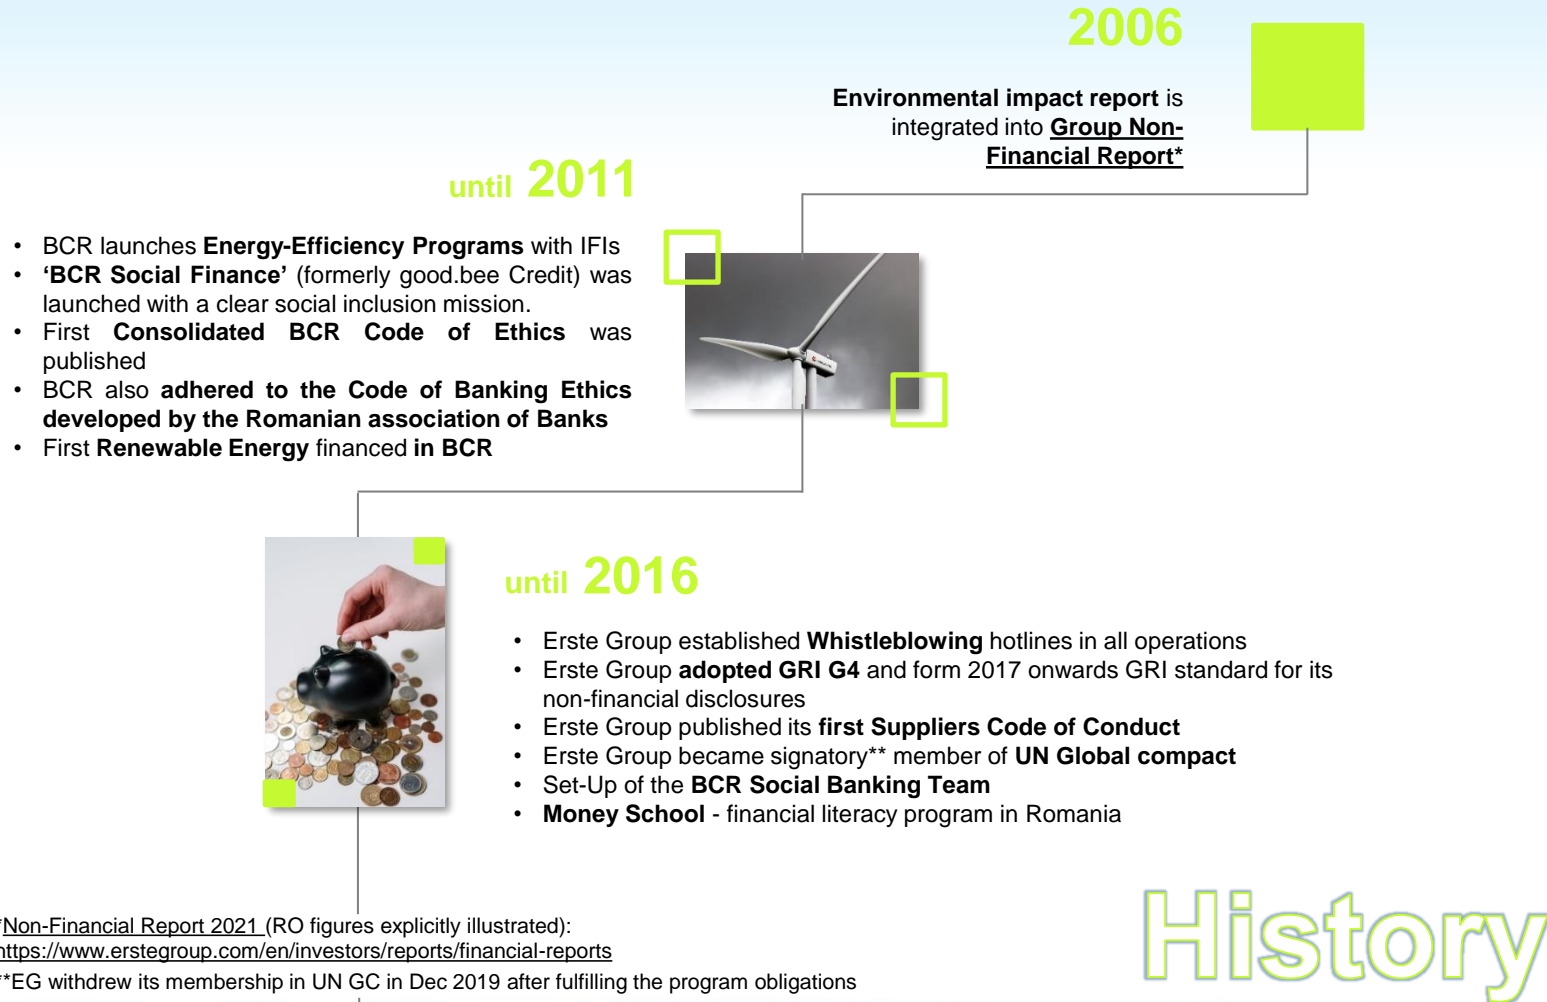 2006
Environmental impact report is
integrated into Group Non-
Financial Report*
until 2011
• BCR launches Energy-Efficiency Programs with IFIs
• ‘BCR Social Finance’ (formerly good.bee Credit) was
launched with a clear social inclusion mission.
• First Consolidated BCR Code of Ethics was
published
• BCR also adhered to the Code of Banking Ethics
developed by the Romanian association of Banks
• First Renewable Energy financed in BCR
until 2016
• Erste Group established Whistleblowing hotlines in all operations
• Erste Group adopted GRI G4 and form 2017 onwards GRI standard for its
non-financial disclosures
• Erste Group published its first Suppliers Code of Conduct
• Erste Group became signatory** member of UN Global compact
• Set-Up of the BCR Social Banking Team
• Money School - financial literacy program in Romania
*Non-Financial Report 2021 (RO figures explicitly illustrated):
https://www.erstegroup.com/en/investors/reports/financial-reports
**EG withdrew its membership in UN GC in Dec 2019 after fulfilling the program obligations
History